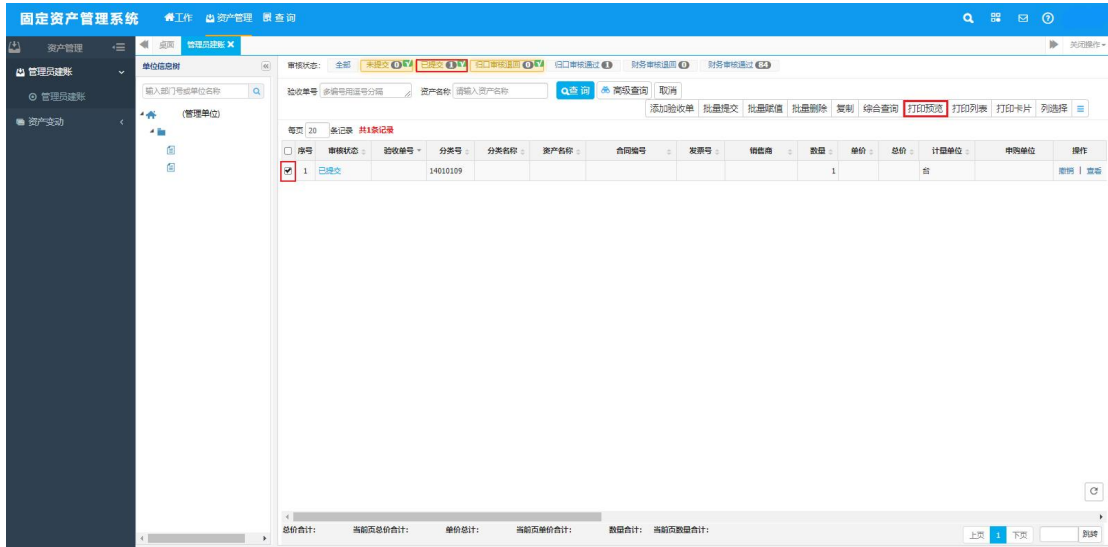 固定资产管理系统 工作 资产管理 查询
资产管理 桌面 管理员建账 X 关闭操作
管理员建账 单位信息树 审核状态: 全部 未提交 0 已提交 1 归口审核退回 0 归口审核通过 1 财务审核退回 0 财务审核通过 64
管理员建账 输入部门号或单位名称 验收单号 多编号用逗号分隔 资产名称 请输入资产名称 查询 高级查询 取消
(管理单位) 添加验收单 批量提交 批量赋值 批量删除 复制 综合查询 打印预览 打印列表 打印卡片 列选择
资产变动 每页 20 条记录 共1条记录
序号 审核状态 验收单号 分类号 分类名称 资产名称 合同编号 发票号 销售商 数量 单价 总价 计量单位 申购单位 操作
1 已提交 14010109 1 台 撤销 | 查看
总价合计: 当前页总价合计: 单价总计: 当前页单价合计: 数量合计: 当前页数量合计:
上页 1 下页 跳转